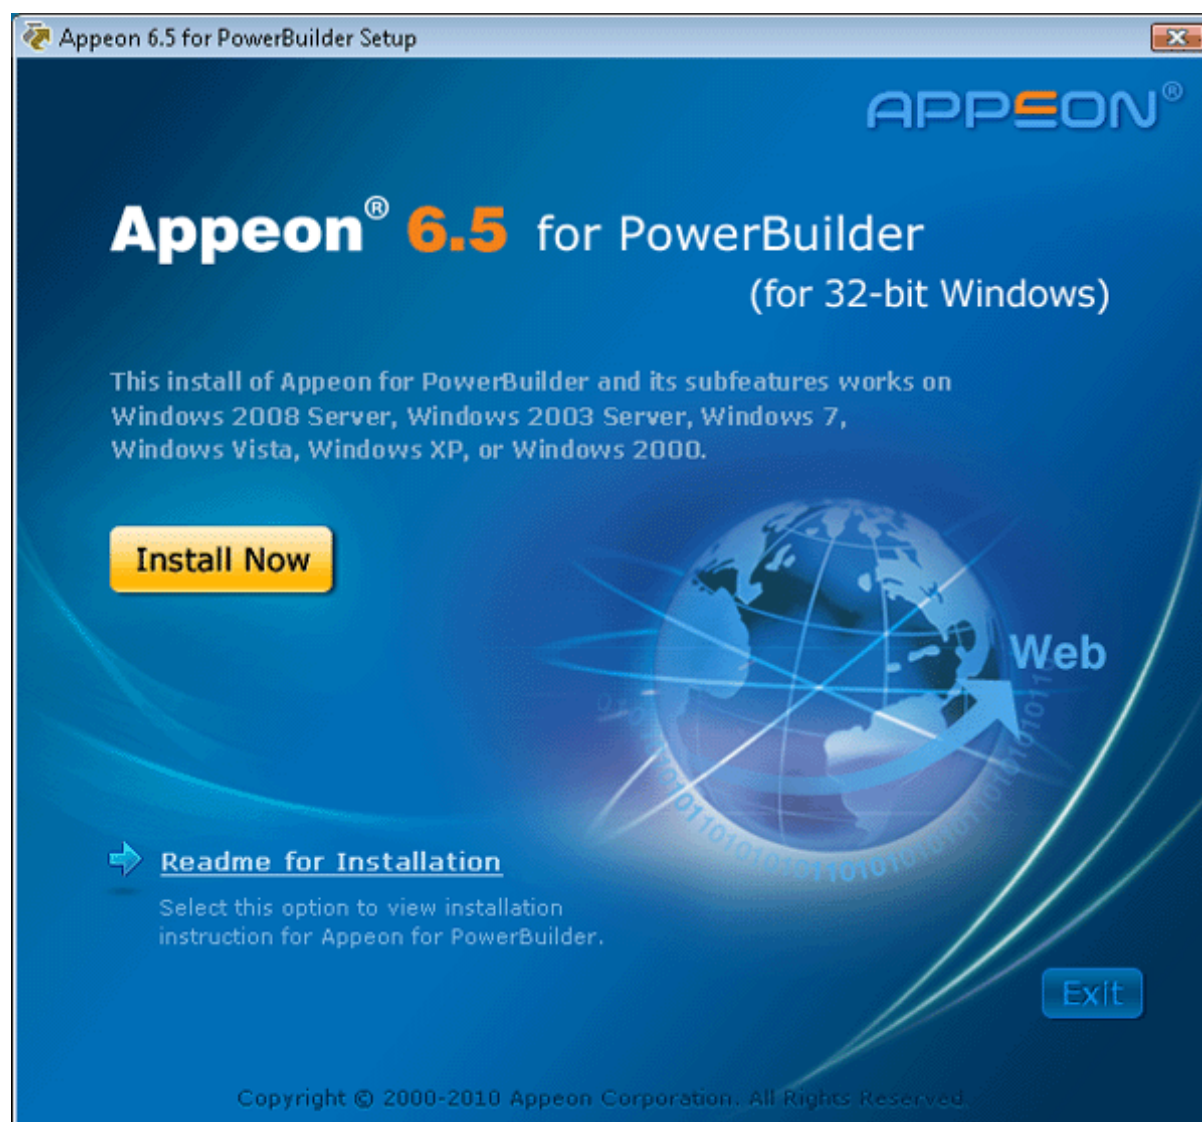 Appeon 6.5 for PowerBuilder Setup
APPEON®
Appeon® 6.5 for PowerBuilder
(for 32-bit Windows)
This install of Appeon for PowerBuilder and its subfeatures works on
Windows 2008 Server, Windows 2003 Server, Windows 7,
Windows Vista, Windows XP, or Windows 2000.
Install Now
Web
Readme for Installation
Select this option to view installation
instruction for Appeon for PowerBuilder.
Exit
Copyright © 2000-2010 Appeon Corporation. All Rights Reserved.